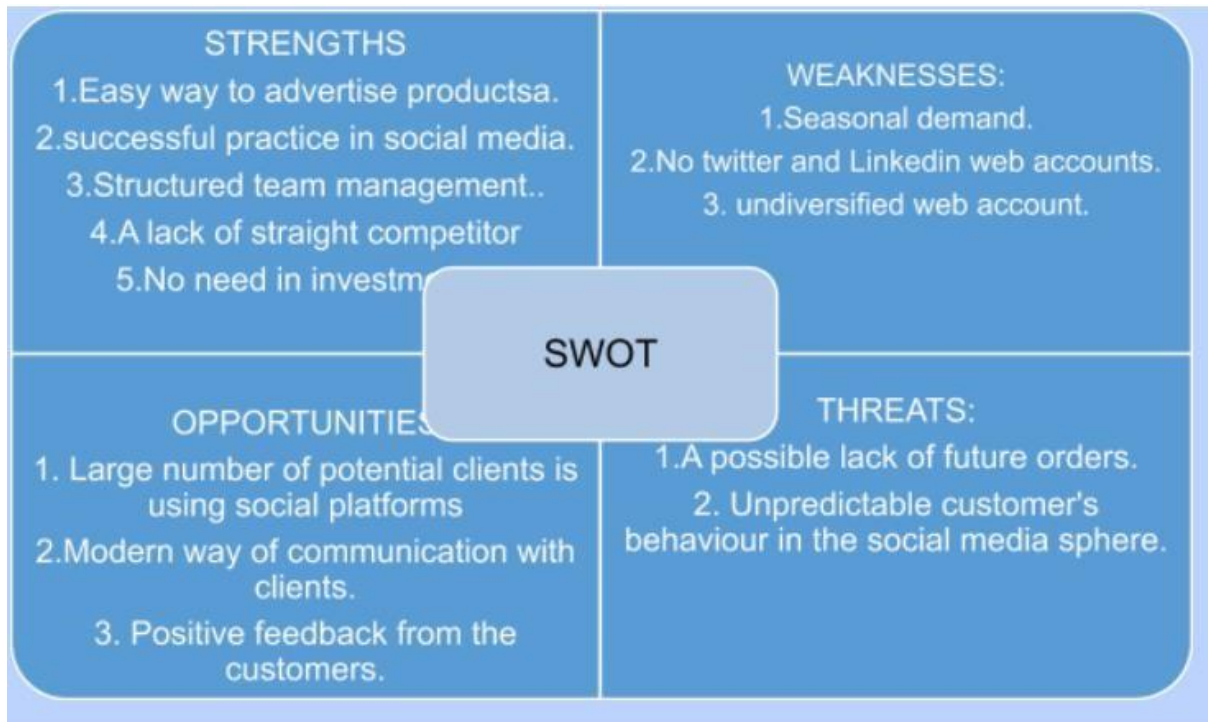 STRENGTHS
1.Easy way to advertise productsa.
2.successful practice in social media.
3.Structured team management..
4.A lack of straight competitor
5.No need in
WEAKNESSES:
1.Seasonal demand.
2.No twitter and Linkedin web accounts.
3. undiversified web account.
SWOT
OPPORTUNITIES
1. Large number of potential clients is
using social platforms
2.Modern way of communication with
clients.
3. Positive feedback from the
customers.
THREATS:
1.A possible lack of future orders.
2. Unpredictable customer's
behaviour in the social media sphere.